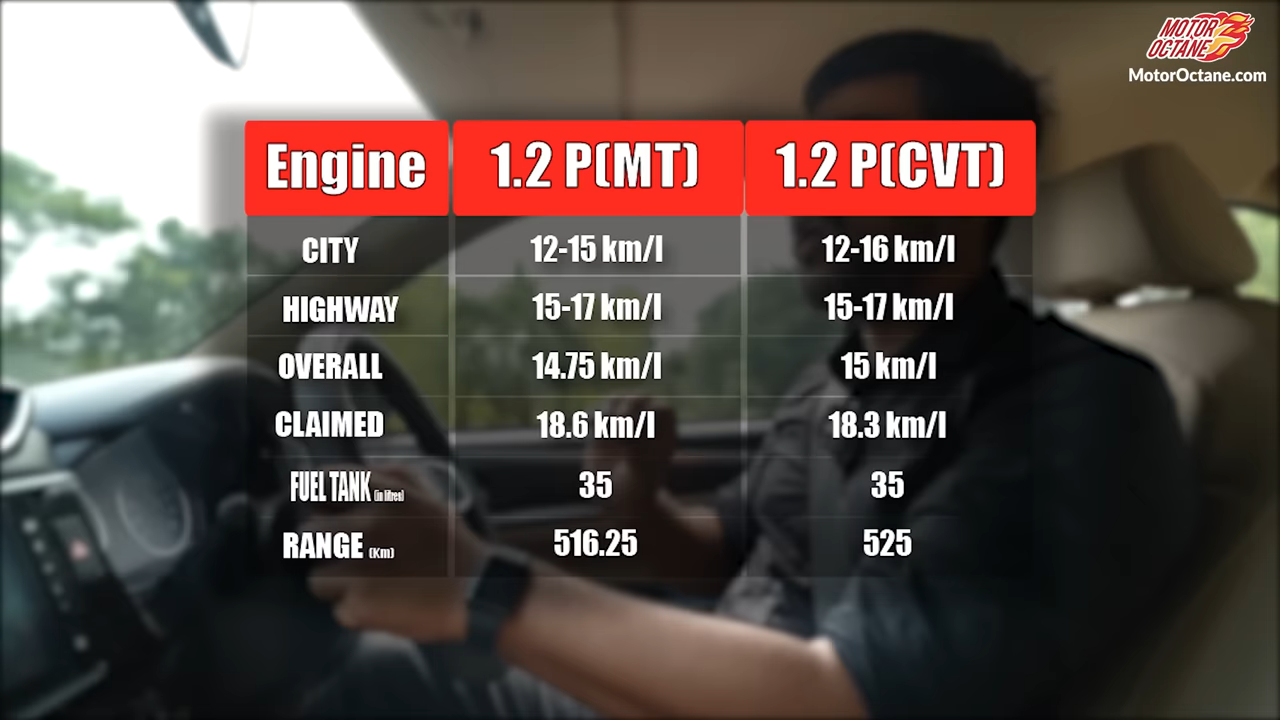 MOTOR
OCTANE
MotorOctane.com
Engine 1.2 P(MT) 1.2 P(CVT)
CITY 12-15 km/l 12-16 km/l
HIGHWAY 15-17 km/l 15-17 km/l
OVERALL 14.75 km/l 15 km/l
CLAIMED 18.6 km/l 18.3 km/l
FUEL TANK (in litres) 35 35
RANGE (Km) 516.25 525